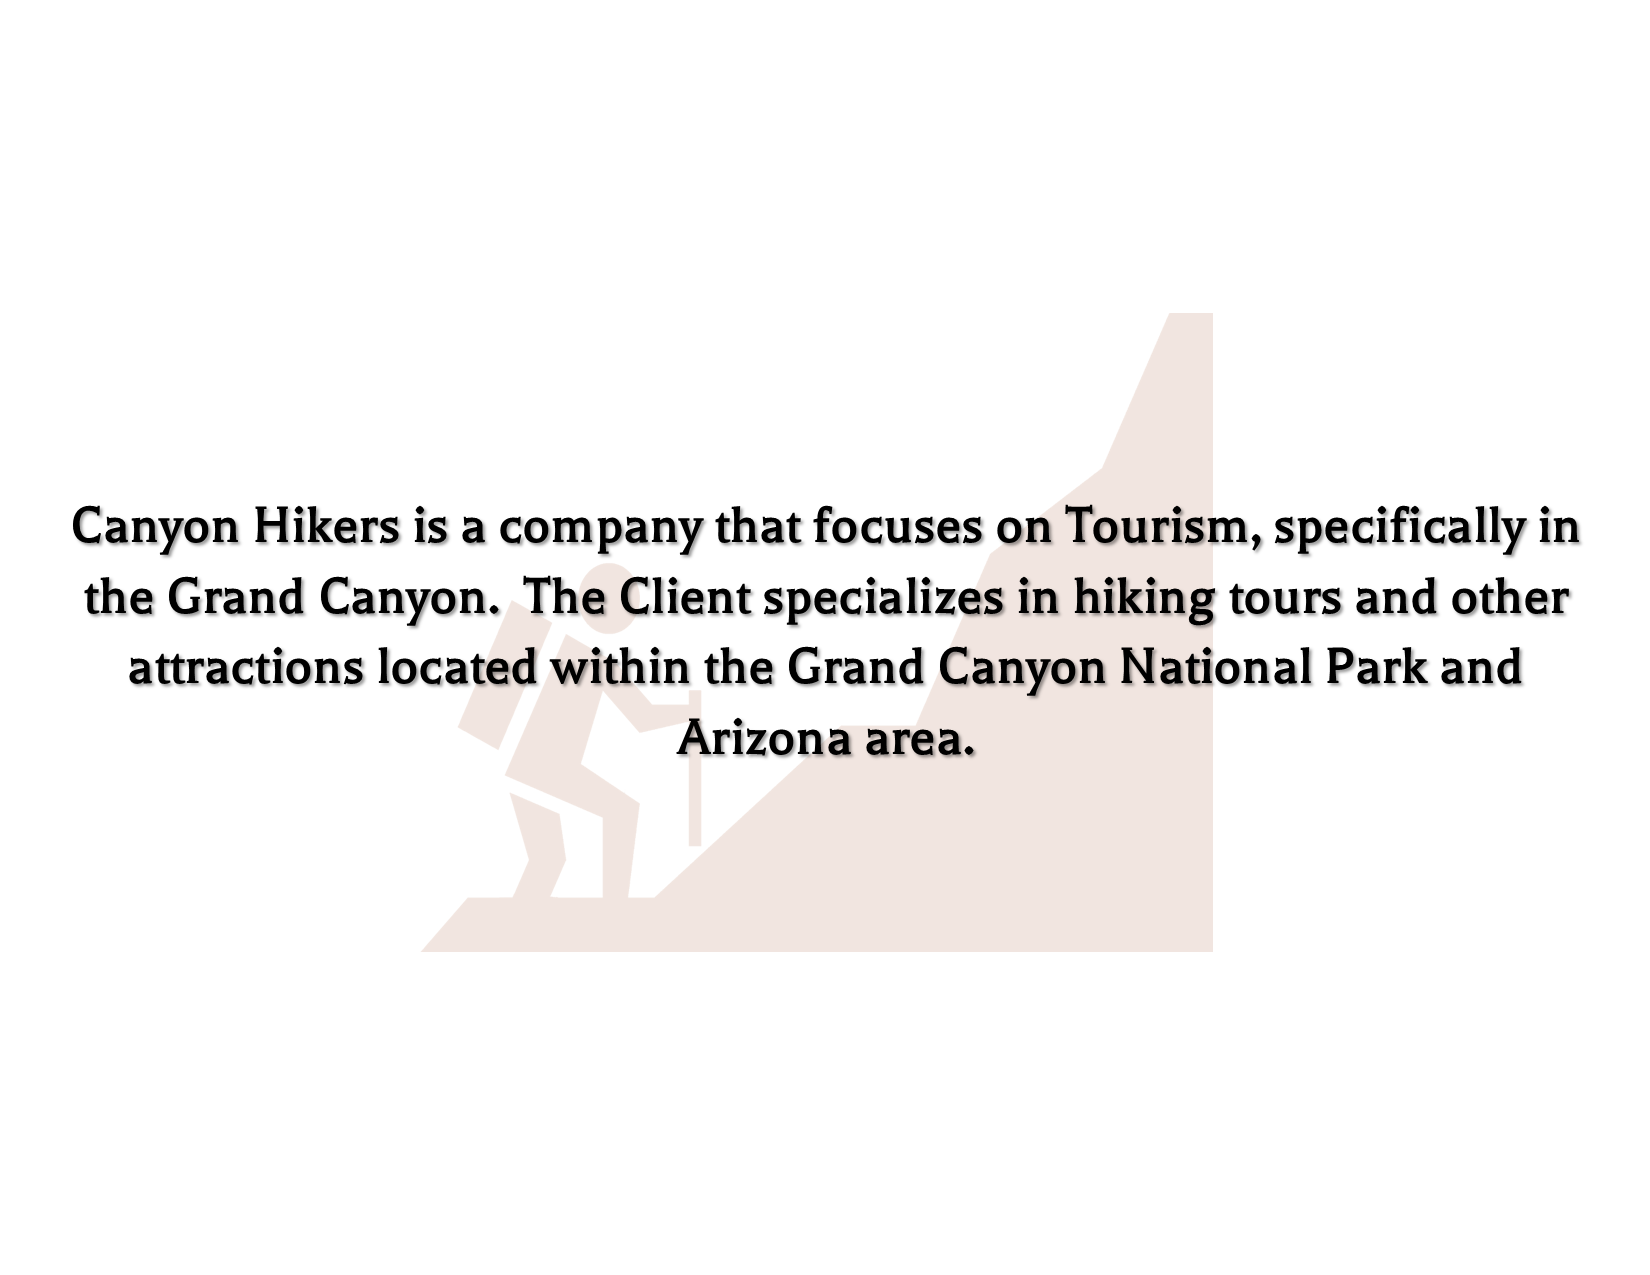 Canyon Hikers is a company that focuses on Tourism, specifically in
the Grand Canyon.  The Client specializes in hiking tours and other
attractions located within the Grand Canyon National Park and
Arizona area.